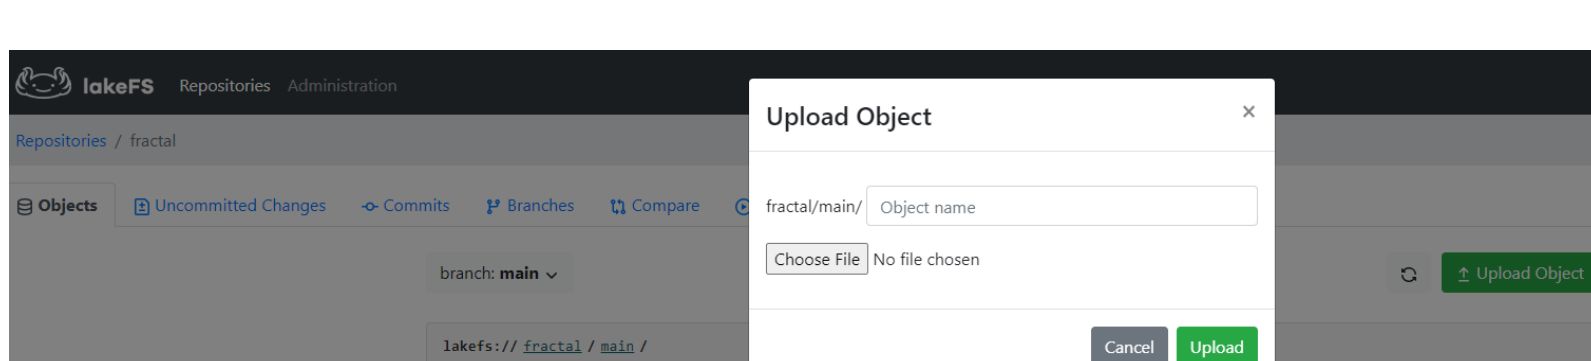 lakeFS Repositories Administration
Repositories / fractal
Objects Uncommitted Changes Commits Branches Compare
branch: main
Upload Object
lakefs:// fractal / main /
Upload Object ×
fractal/main/ Object name
Choose File No file chosen
Cancel Upload